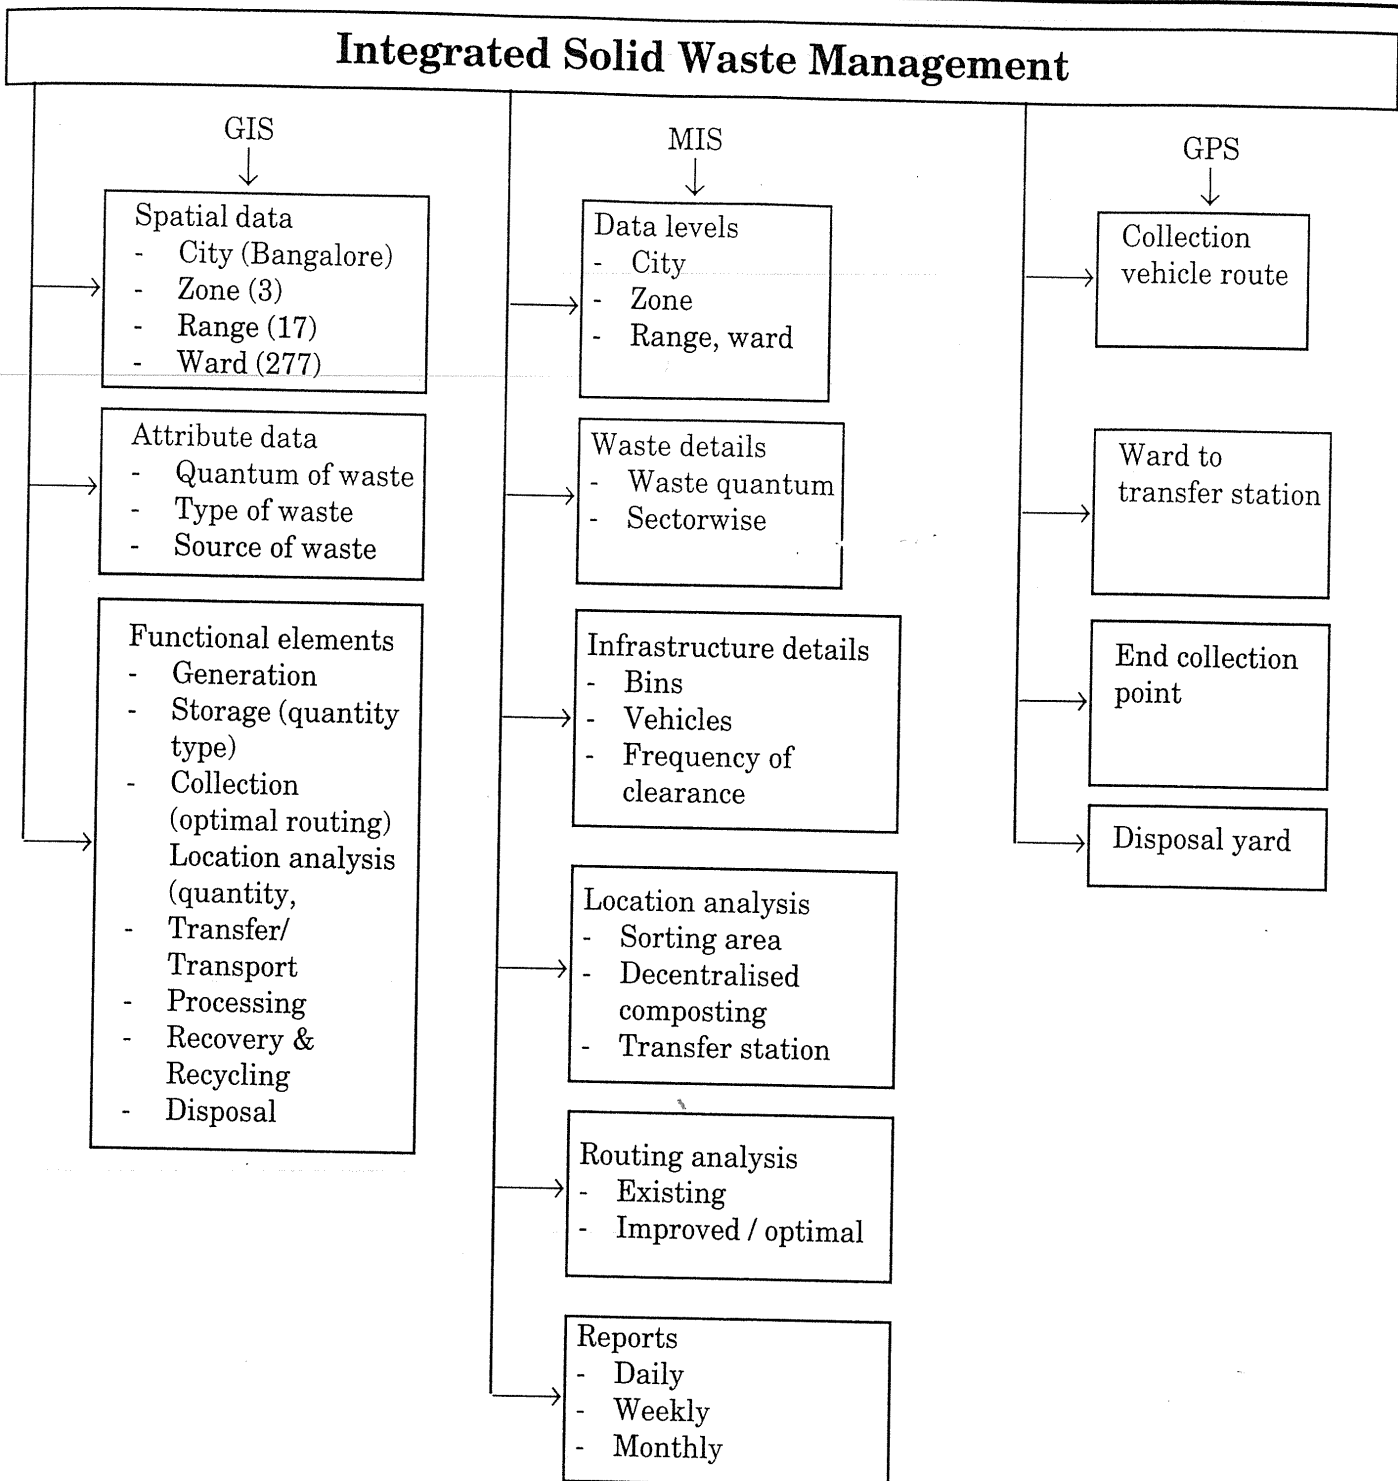 Integrated Solid Waste Management
GIS
Spatial data
- City (Bangalore)
- Zone (3)
- Range (17)
- Ward (277)
Attribute data
- Quantum of waste
- Type of waste
- Source of waste
Functional elements
- Generation
- Storage (quantity
type)
- Collection
(optimal routing)
Location analysis
(quantity,
- Transfer/
Transport
- Processing
- Recovery &
Recycling
- Disposal
MIS
Data levels
- City
- Zone
- Range, ward
Waste details
- Waste quantum
- Sectorwise
Infrastructure details
- Bins
- Vehicles
- Frequency of
clearance
Location analysis
- Sorting area
- Decentralised
composting
- Transfer station
Routing analysis
- Existing
- Improved / optimal
Reports
- Daily
- Weekly
- Monthly
GPS
Collection
vehicle route
Ward to
transfer station
End collection
point
Disposal yard